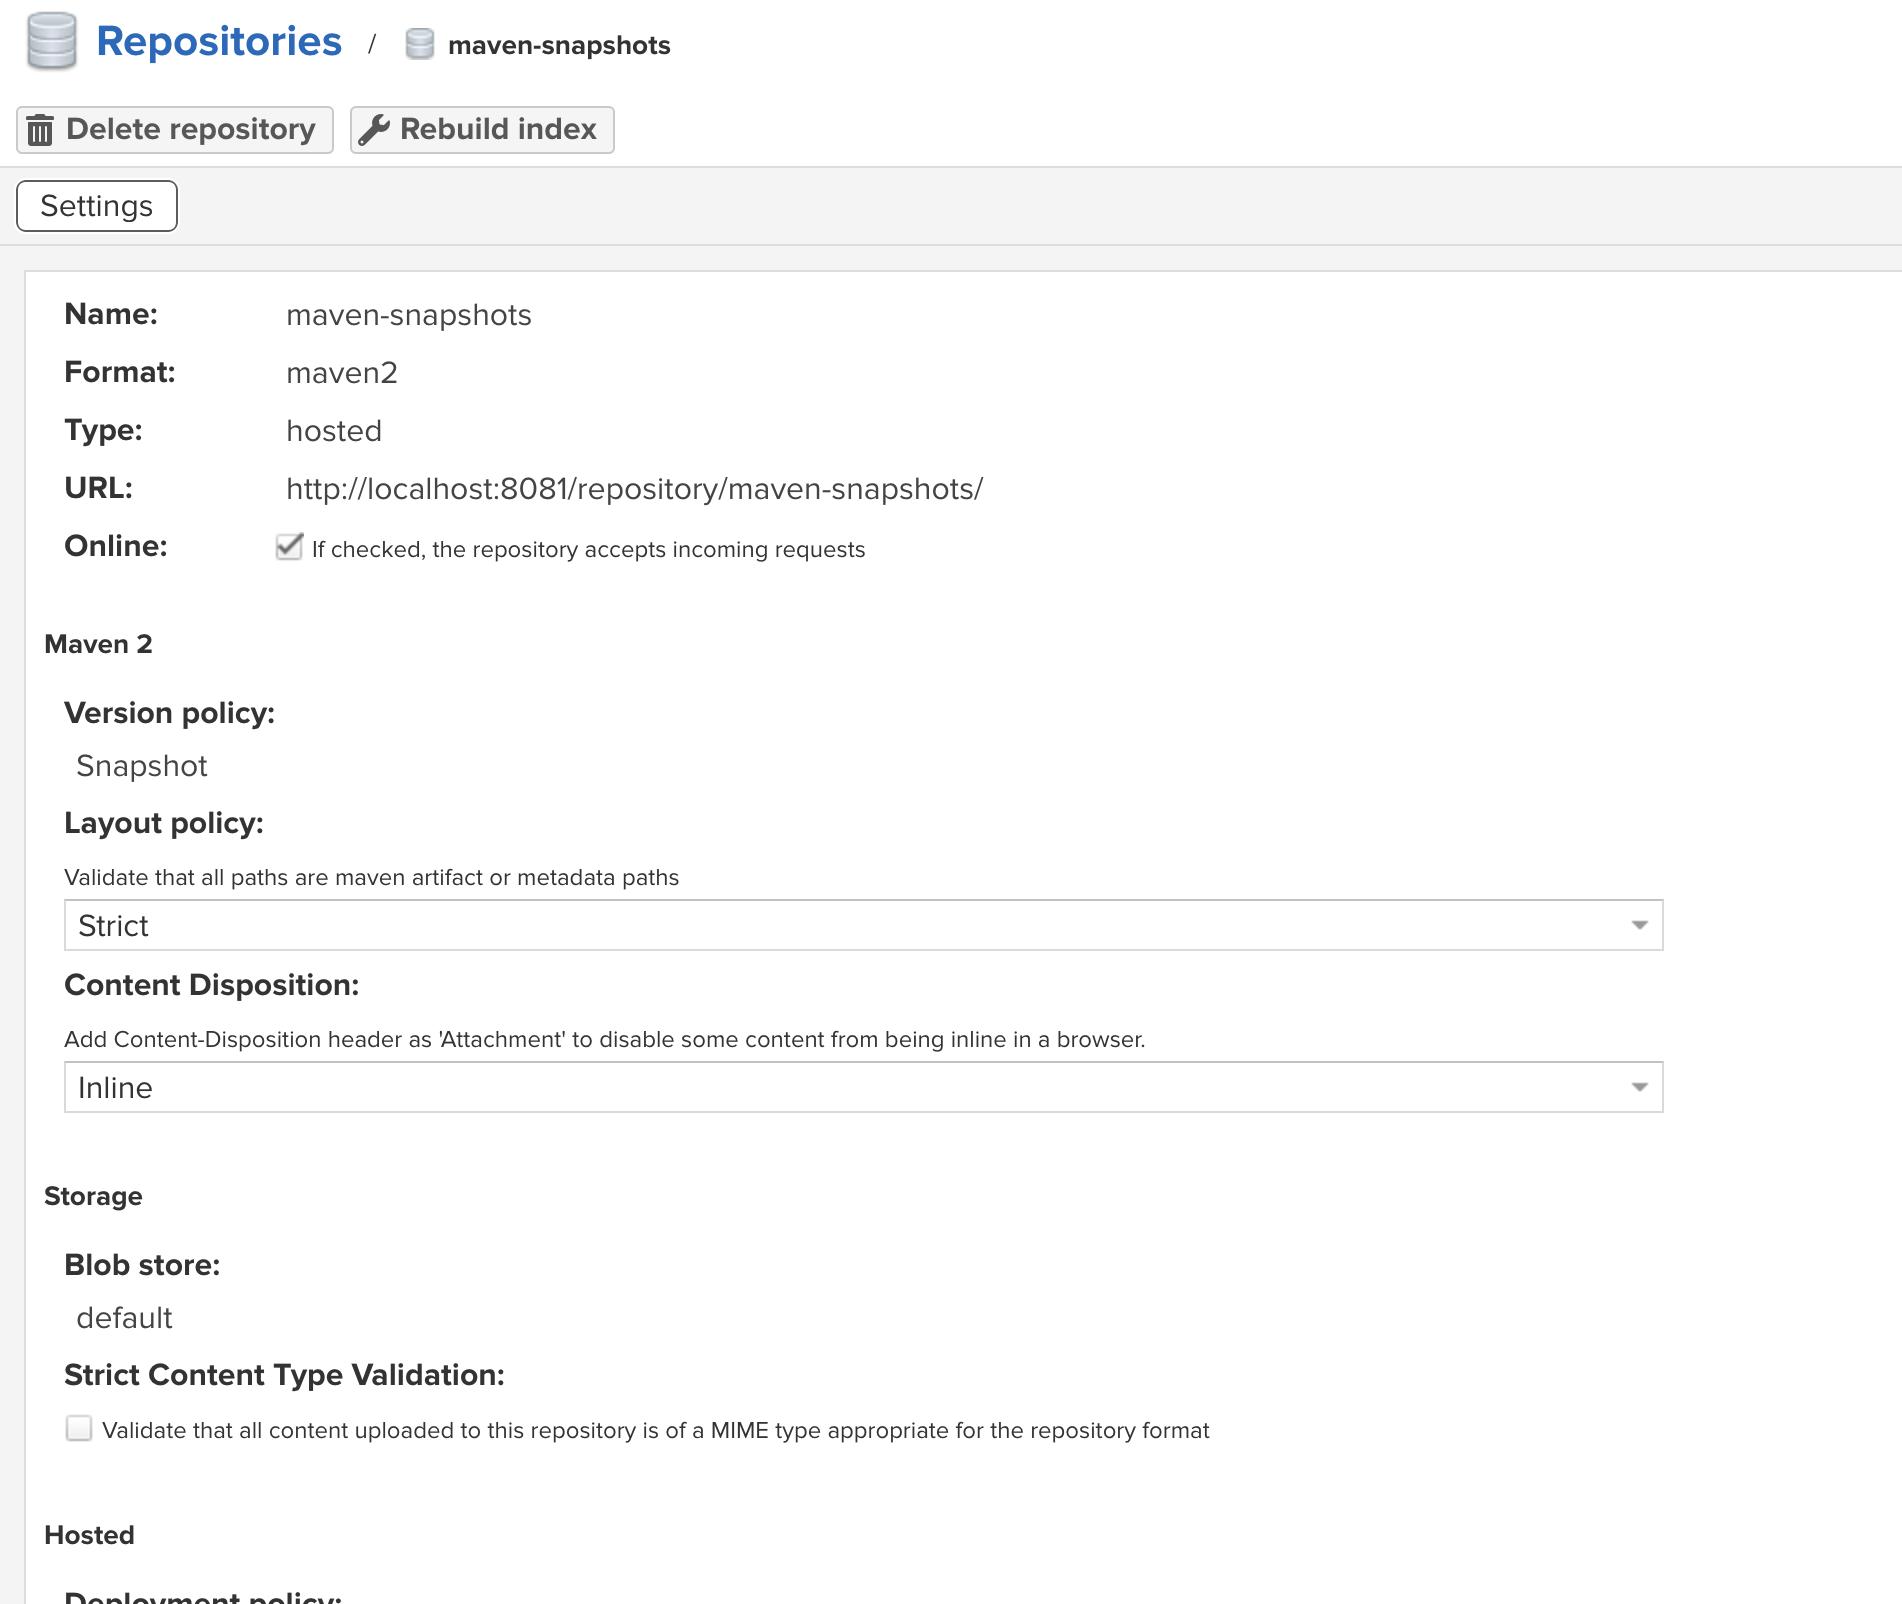 Repositories / maven-snapshots
Delete repository Rebuild index
Settings
Name: maven-snapshots
Format: maven2
Type: hosted
URL: http://localhost:8081/repository/maven-snapshots/
Online: If checked, the repository accepts incoming requests
Maven 2
Version policy:
Snapshot
Layout policy:
Validate that all paths are maven artifact or metadata paths
Strict
Content Disposition:
Add Content-Disposition header as 'Attachment' to disable some content from being inline in a browser.
Inline
Storage
Blob store:
default
Strict Content Type Validation:
Validate that all content uploaded to this repository is of a MIME type appropriate for the repository format
Hosted
Deployment policy: